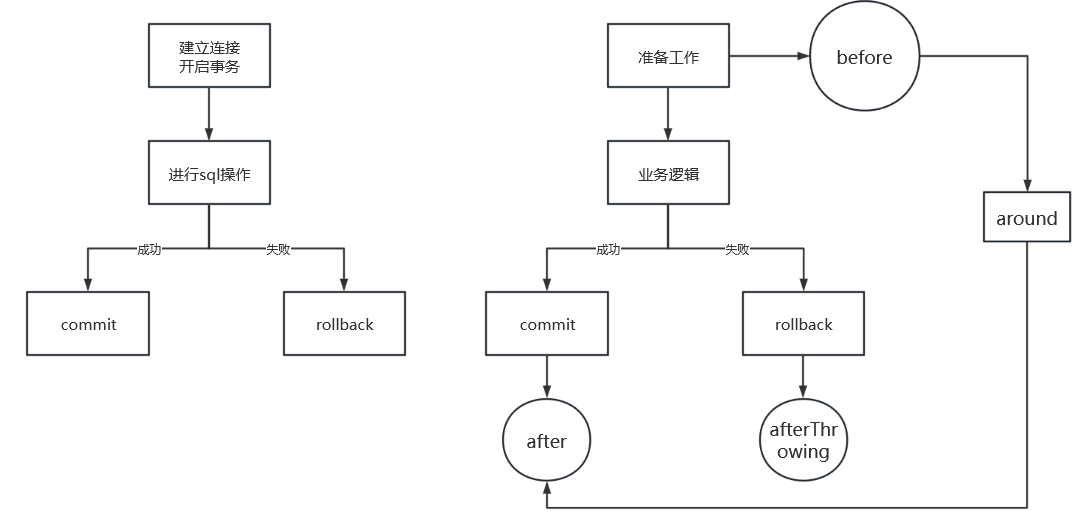 建立连接
开启事务
进行sql操作
成功
失败
commit
rollback
准备工作
before
业务逻辑
around
成功
失败
commit
rollback
after
afterThr
owing